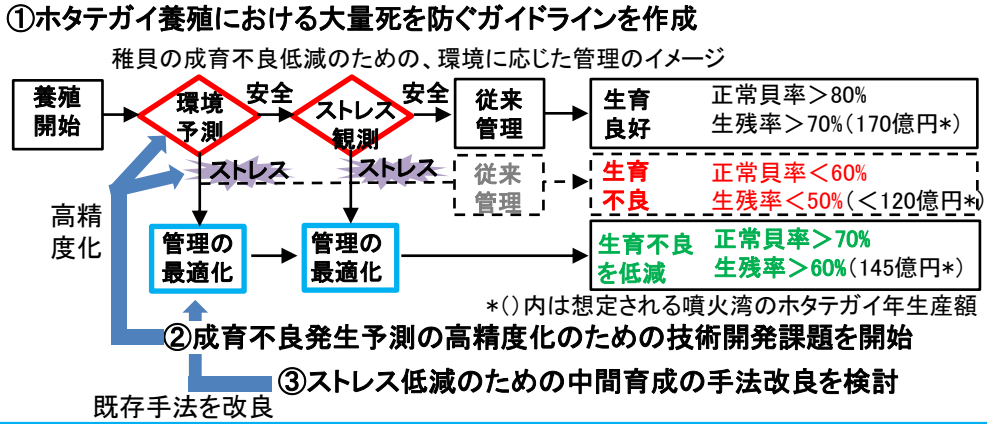 ①ホタテガイ養殖における大量死を防ぐガイドラインを作成
稚貝の成育不良低減のための、環境に応じた管理のイメージ
養殖
開始
環境
予測
安全
ストレス
観測
安全
従来
管理
生育
良好
正常貝率＞80%
生残率＞70%(170億円*)
ストレス
ストレス
従来
管理
生育
不良
正常貝率＜60%
生残率＜50%(＜120億円*)
高精
度化
管理の
最適化
管理の
最適化
生育不良
を低減
正常貝率＞70%
生残率＞60%(145億円*)
*()内は想定される噴火湾のホタテガイ年生産額
②成育不良発生予測の高精度化のための技術開発課題を開始
③ストレス低減のための中間育成の手法改良を検討
既存手法を改良